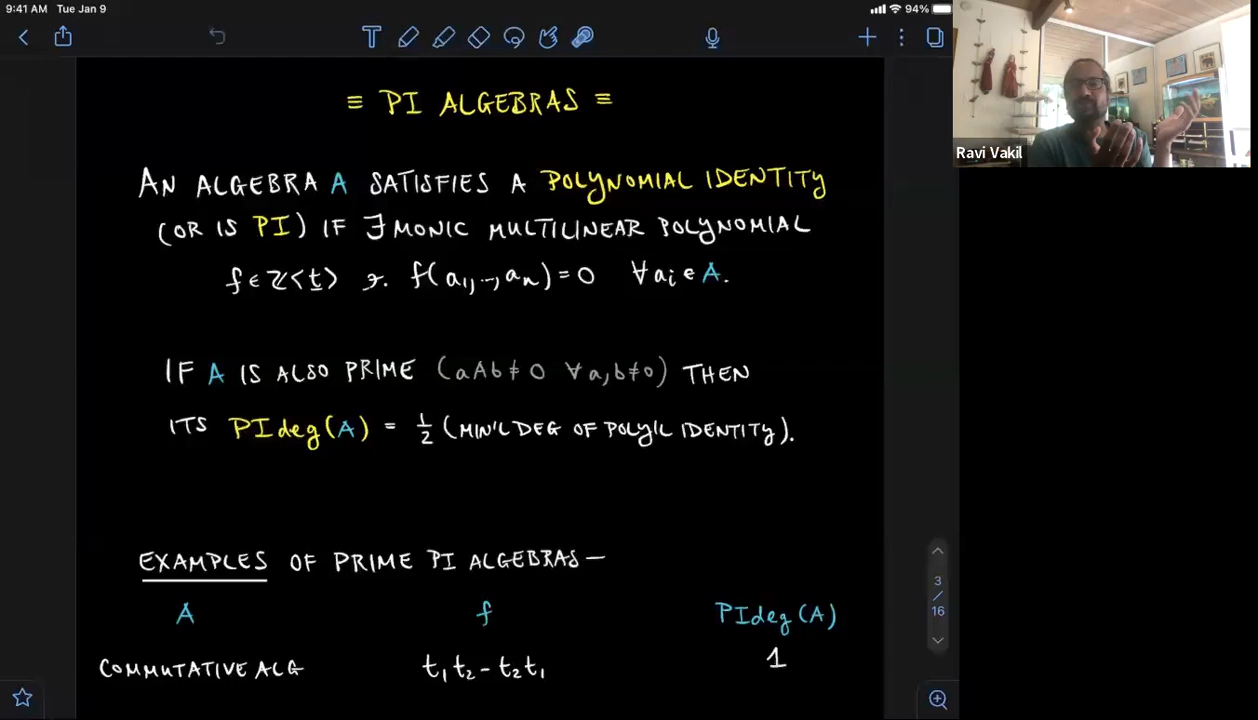 9:41 AM Tue Jan 9
94%
≡ PI ALGEBRAS ≡
Ravi Vakil
AN ALGEBRA A SATISFIES A POLYNOMIAL IDENTITY
(OR IS PI) IF ∃ MONIC MULTILINEAR POLYNOMIAL
f ∈ ℤ<t> s.t. f(a₁,...,aₙ) = 0 ∀ aᵢ ∈ A.
IF A IS ALSO PRIME (aAb ≠ 0 ∀ a,b ≠ 0) THEN
ITS PIdeg(A) = 1/2 (MIN'L DEG OF POLY'L IDENTITY).
EXAMPLES OF PRIME PI ALGEBRAS —
A f PIdeg(A)
COMMUTATIVE ALG t₁t₂ - t₂t₁ 1
3
/
16